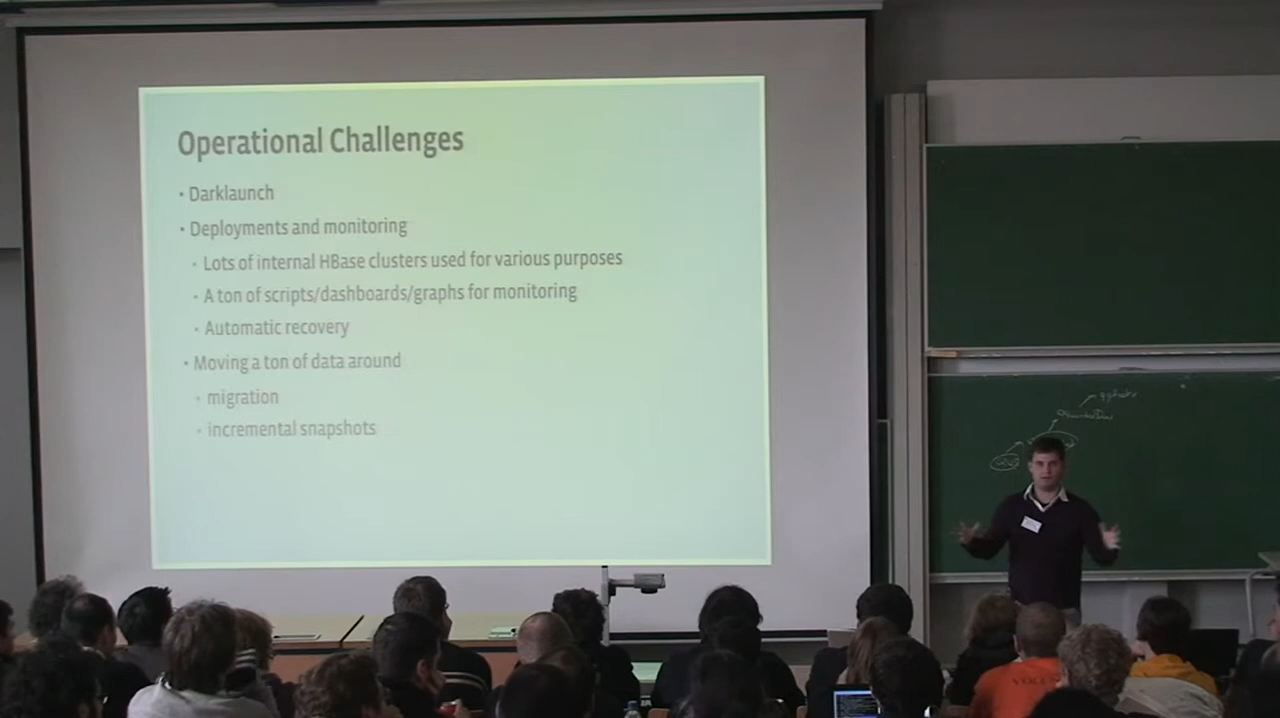 Operational Challenges
• Darklaunch
• Deployments and monitoring
• Lots of internal HBase clusters used for various purposes
• A ton of scripts/dashboards/graphs for monitoring
• Automatic recovery
• Moving a ton of data around
• migration
• incremental snapshots